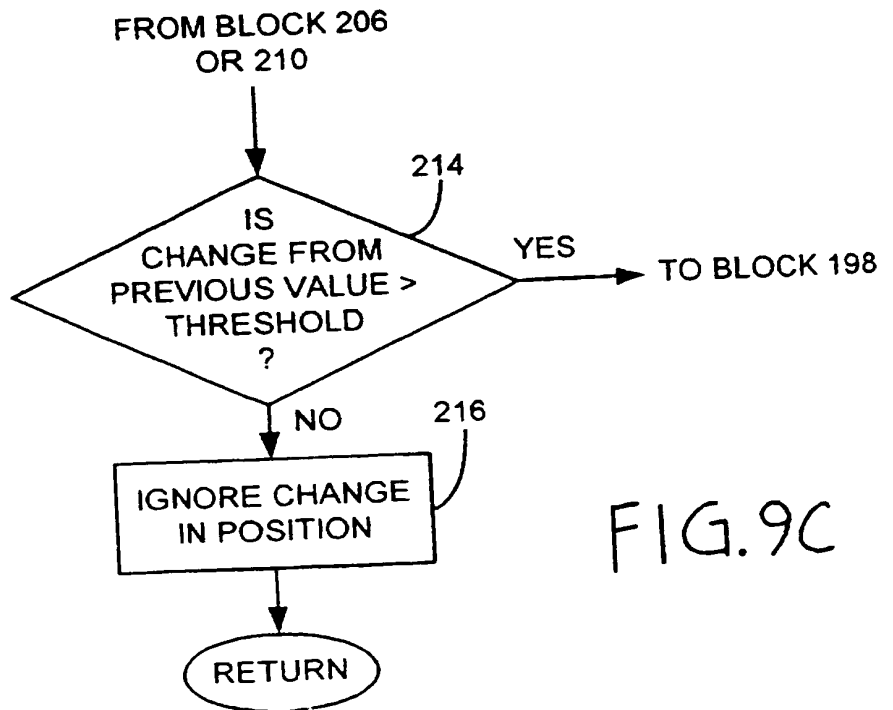 FROM BLOCK 206
OR 210
214
IS
CHANGE FROM
PREVIOUS VALUE >
THRESHOLD
?
YES
TO BLOCK 198
NO
216
IGNORE CHANGE
IN POSITION
FIG.9C
RETURN